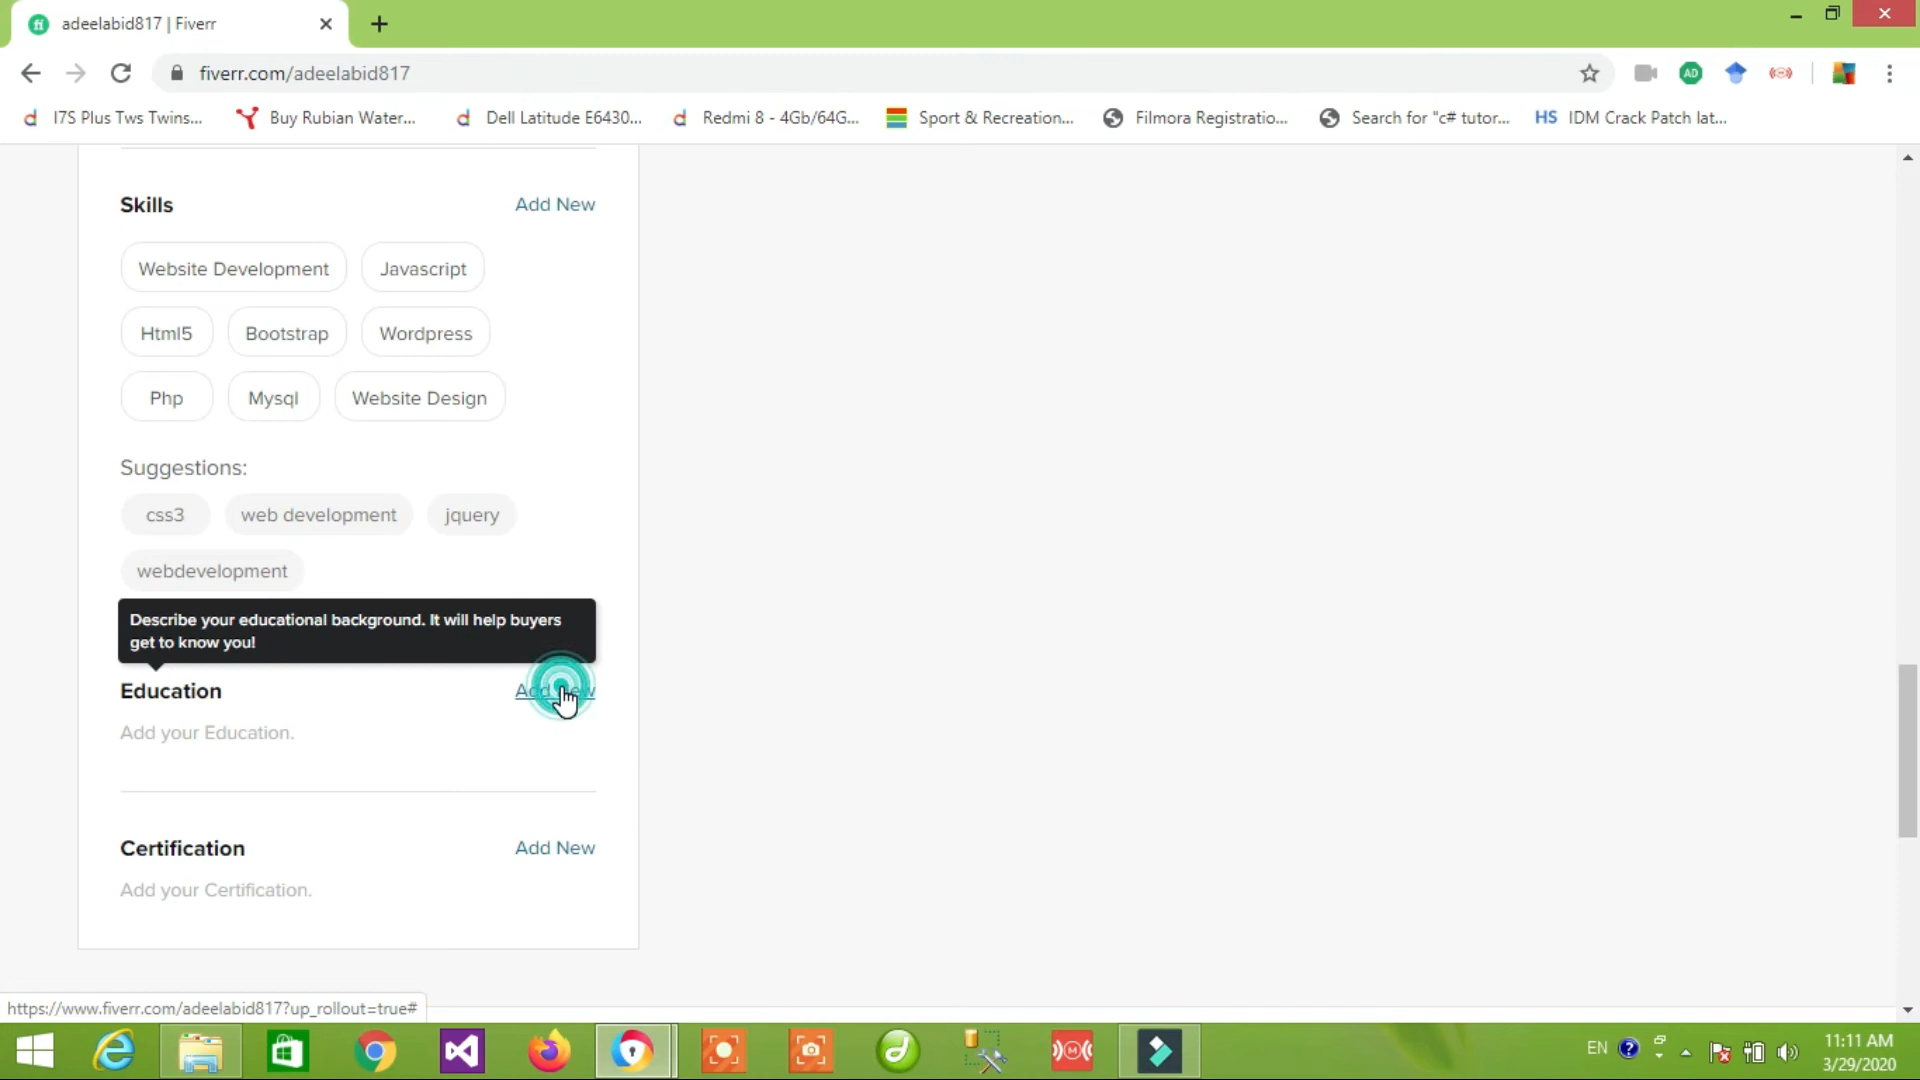 adeelabid817 | Fiverr
fiverr.com/adeelabid817
I7S Plus Tws Twins... Buy Rubian Water... Dell Latitude E6430... Redmi 8 - 4Gb/64G... Sport & Recreation... Filmora Registratio... Search for "c# tutor... HS IDM Crack Patch lat...
Skills Add New
Website Development Javascript
Html5 Bootstrap Wordpress
Php Mysql Website Design
Suggestions:
css3 web development jquery
webdevelopment
Describe your educational background. It will help buyers
get to know you!
Education Add New
Add your Education.
Certification Add New
Add your Certification.
https://www.fiverr.com/adeelabid817?up_rollout=true#
EN 11:11 AM
3/29/2020